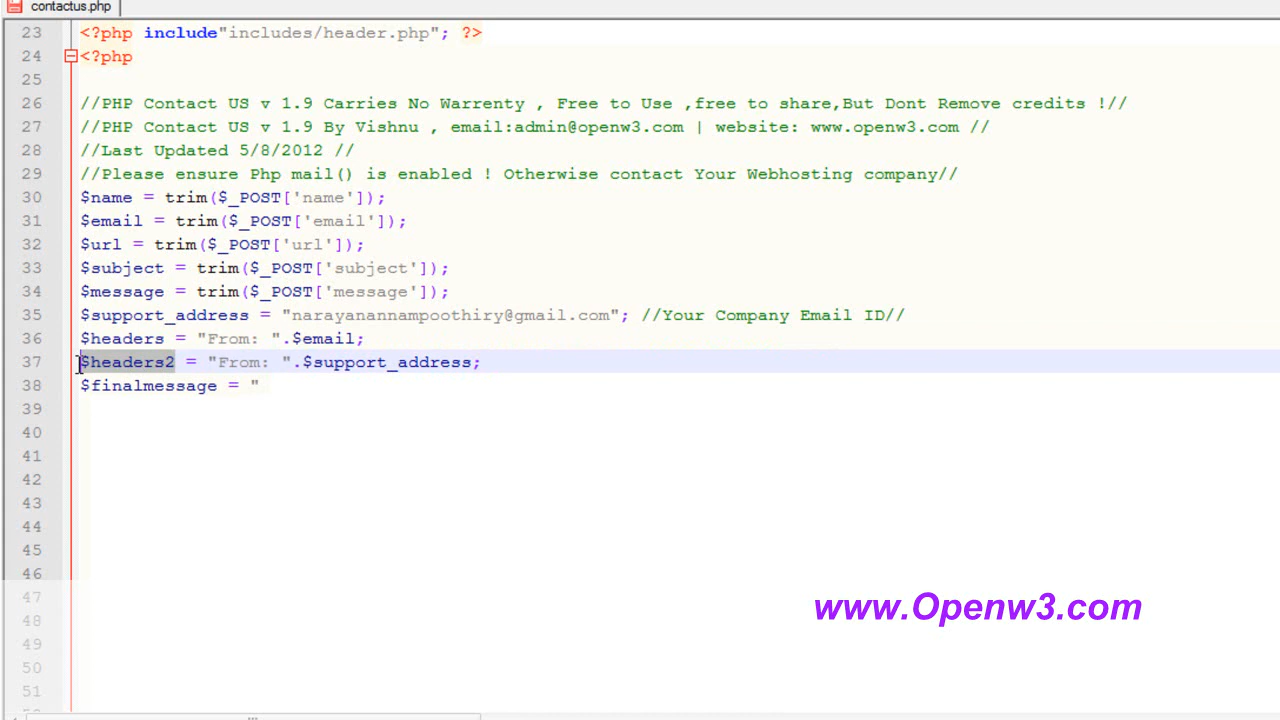 contactus.php
23 <?php include"includes/header.php"; ?>
24 <?php
25
26 //PHP Contact US v 1.9 Carries No Warrenty , Free to Use ,free to share,But Dont Remove credits !//
27 //PHP Contact US v 1.9 By Vishnu , email:admin@openw3.com | website: www.openw3.com //
28 //Last Updated 5/8/2012 //
29 //Please ensure Php mail() is enabled ! Otherwise contact Your Webhosting company//
30 $name = trim($_POST['name']);
31 $email = trim($_POST['email']);
32 $url = trim($_POST['url']);
33 $subject = trim($_POST['subject']);
34 $message = trim($_POST['message']);
35 $support_address = "narayanannampoothiry@gmail.com"; //Your Company Email ID//
36 $headers = "From: ".$email;
37 $headers2 = "From: ".$support_address;
38 $finalmessage = "
39
40
41
42
43
44
45
46
47
www.Openw3.com
48
49
50
51